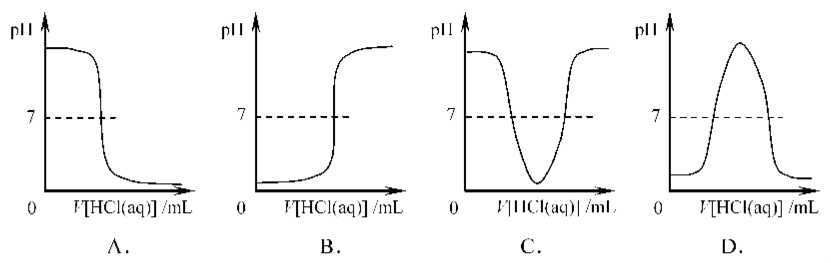 pH
7
0
V[HCl(aq)] /mL
A.
pH
7
0
V[HCl(aq)] /mL
B.
pH
7
0
V[HCl(aq)] /mL
C.
pH
7
0
V[HCl(aq)] /mL
D.